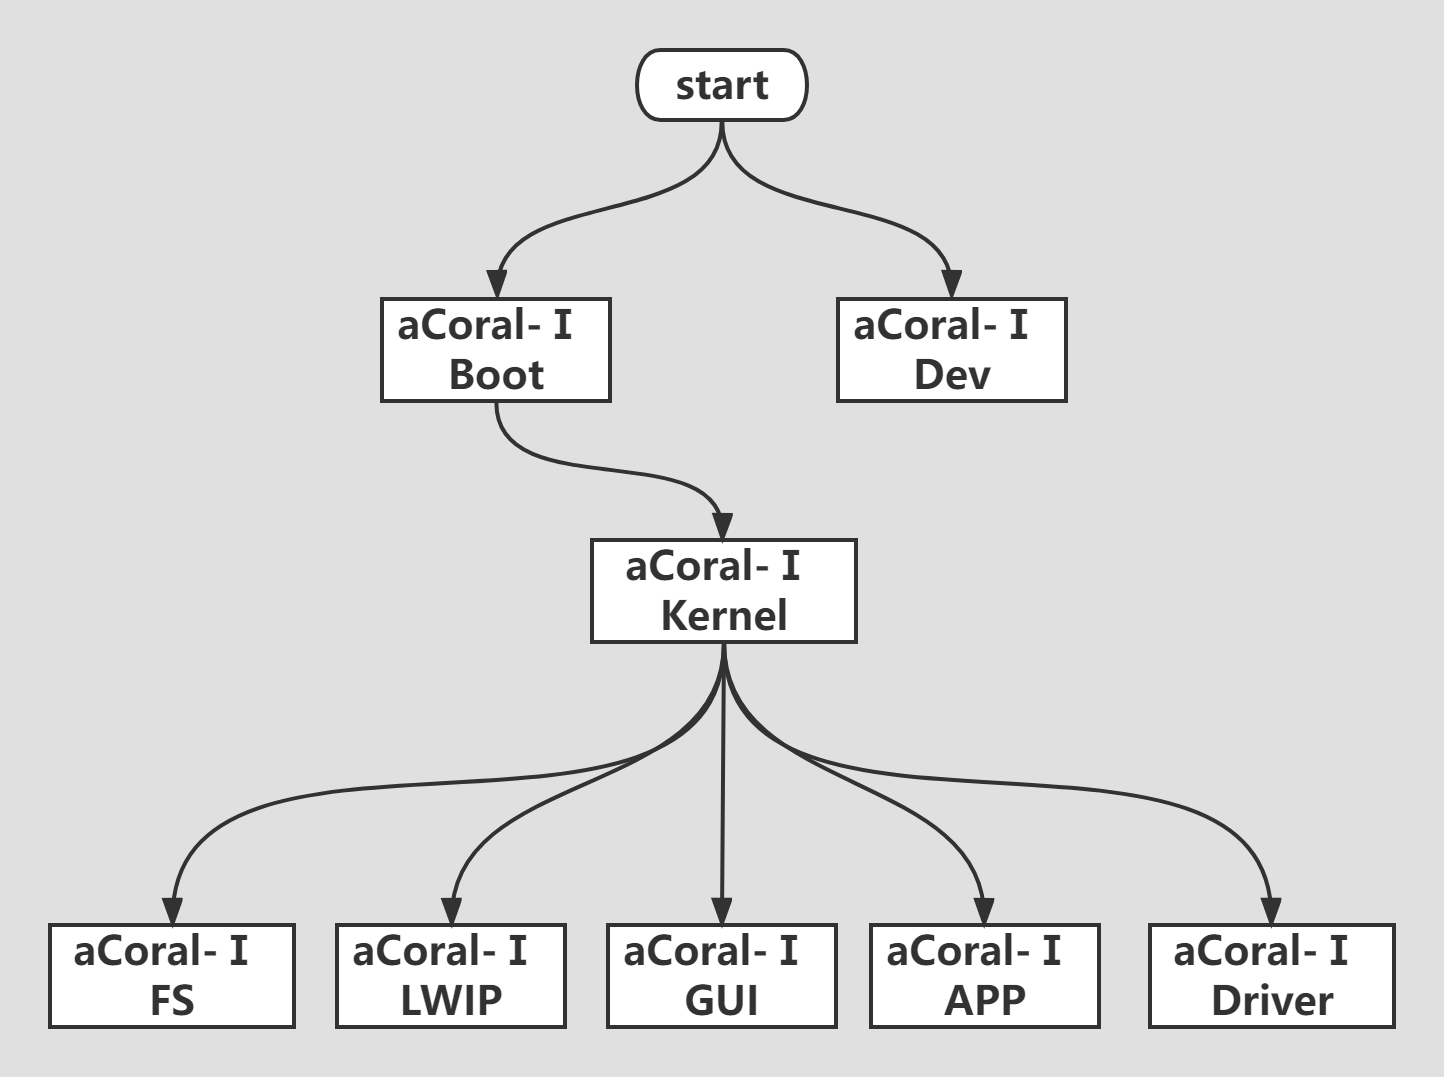 start
aCoral-Ⅰ
Boot
aCoral-Ⅰ
Dev
aCoral-Ⅰ
Kernel
aCoral-Ⅰ
FS
aCoral-Ⅰ
LWIP
aCoral-Ⅰ
GUI
aCoral-Ⅰ
APP
aCoral-Ⅰ
Driver